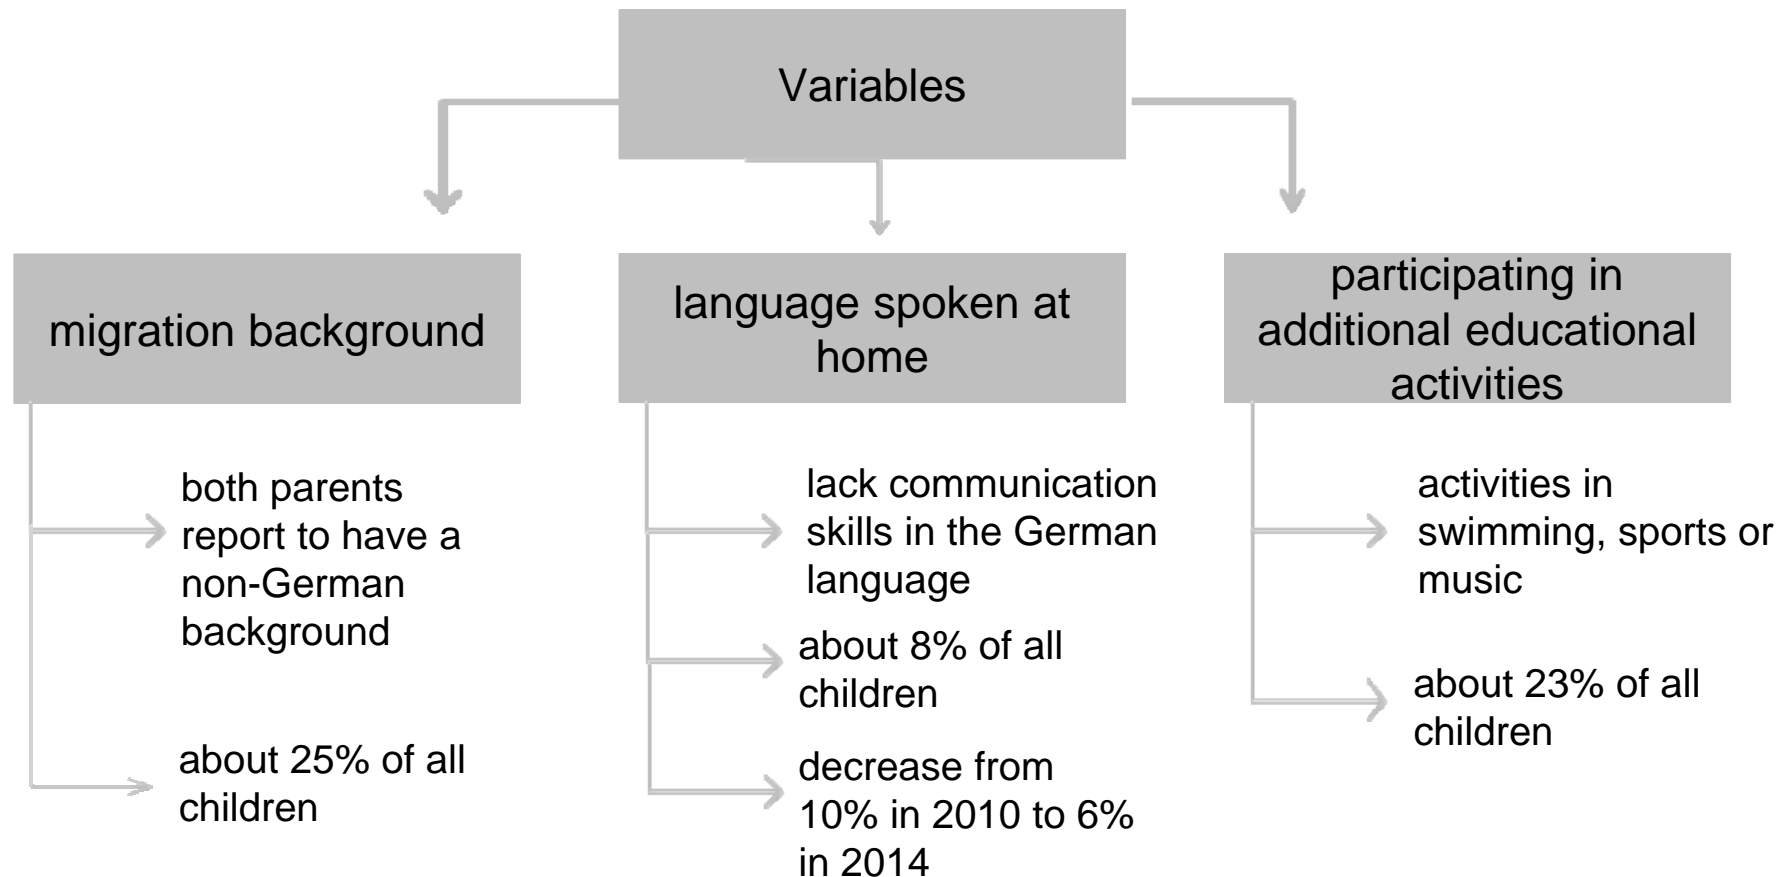 Variables
migration background
both parents
report to have a
non-German
background
about 25% of all
children
language spoken at
home
lack communication
skills in the German
language
about 8% of all
children
decrease from
10% in 2010 to 6%
in 2014
participating in
additional educational
activities
activities in
swimming, sports or
music
about 23% of all
children